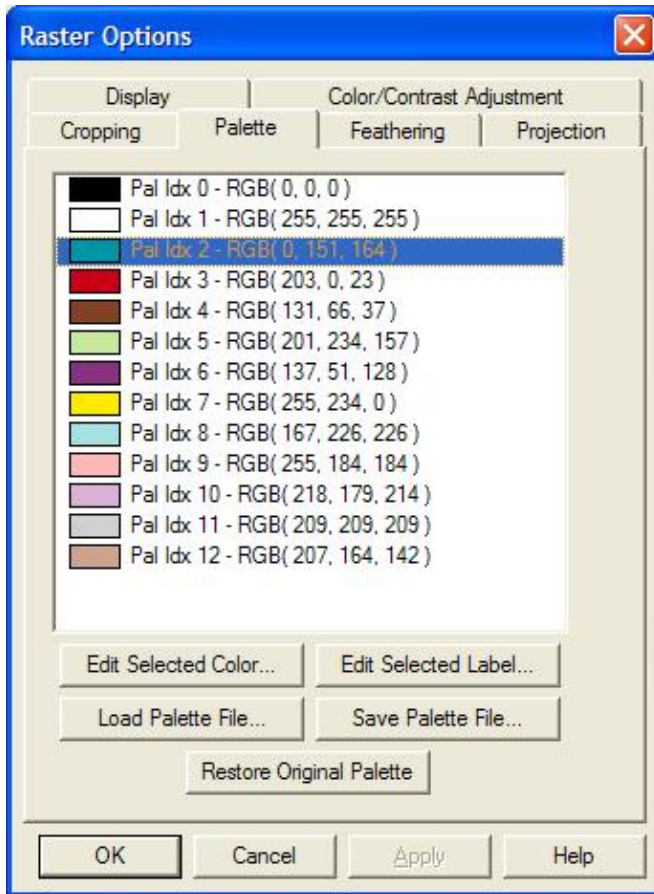 Raster Options
Display Color/Contrast Adjustment
Cropping Palette Feathering Projection
Pal Idx 0 - RGB( 0, 0, 0 )
Pal Idx 1 - RGB( 255, 255, 255 )
Pal Idx 2 - RGB( 0, 151, 164 )
Pal Idx 3 - RGB( 203, 0, 23 )
Pal Idx 4 - RGB( 131, 66, 37 )
Pal Idx 5 - RGB( 201, 234, 157 )
Pal Idx 6 - RGB( 137, 51, 128 )
Pal Idx 7 - RGB( 255, 234, 0 )
Pal Idx 8 - RGB( 167, 226, 226 )
Pal Idx 9 - RGB( 255, 184, 184 )
Pal Idx 10 - RGB( 218, 179, 214 )
Pal Idx 11 - RGB( 209, 209, 209 )
Pal Idx 12 - RGB( 207, 164, 142 )
Edit Selected Color... Edit Selected Label...
Load Palette File... Save Palette File...
Restore Original Palette
OK Cancel Apply Help